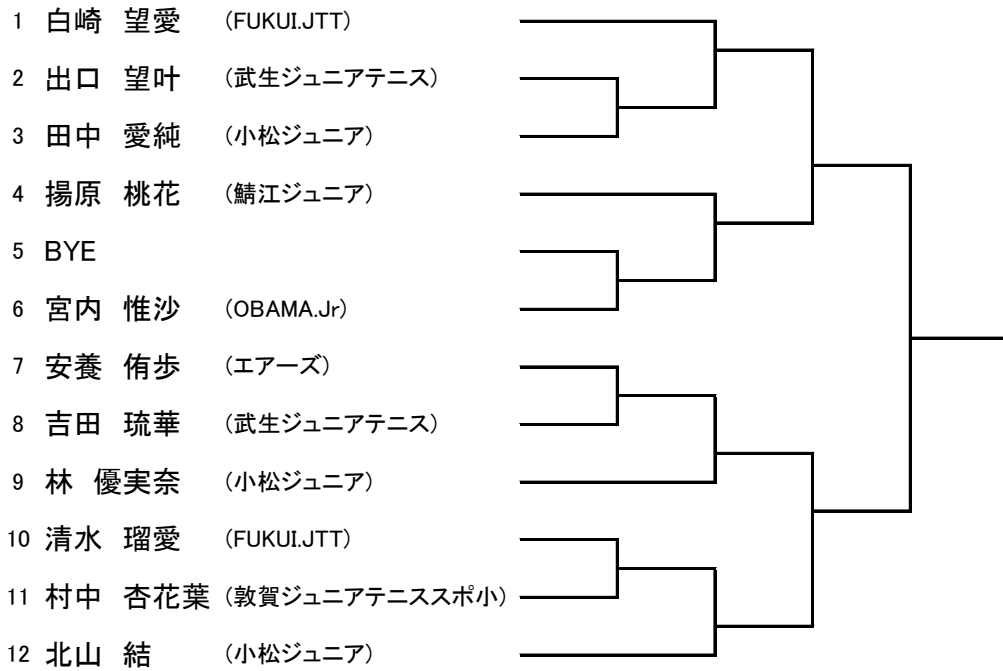 1 白崎 望愛 (FUKUI.JTT)
2 出口 望叶 (武生ジュニアテニス)
3 田中 愛純 (小松ジュニア)
4 揚原 桃花 (鯖江ジュニア)
5 BYE
6 宮内 惟沙 (OBAMA.Jr)
7 安養 侑歩 (エアーズ)
8 吉田 琉華 (武生ジュニアテニス)
9 林 優実奈 (小松ジュニア)
10 清水 瑠愛 (FUKUI.JTT)
11 村中 杏花葉 (敦賀ジュニアテニススポ少)
12 北山 結 (小松ジュニア)